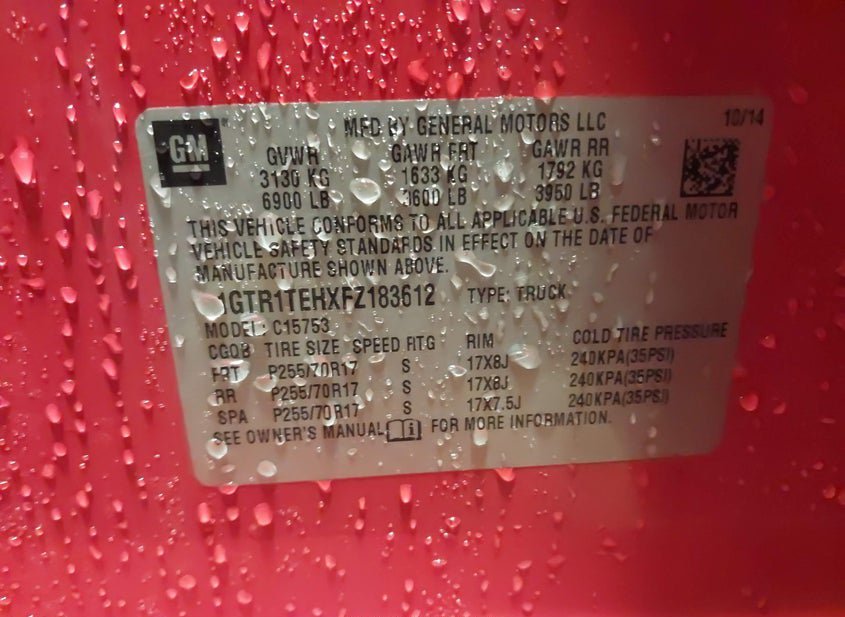 GM
MFD BY GENERAL MOTORS LLC 10/14
GVWR GAWR FRT GAWR RR
3130 KG 1633 KG 1792 KG
6900 LB 3600 LB 3950 LB
THIS VEHICLE CONFORMS TO ALL APPLICABLE U.S. FEDERAL MOTOR
VEHICLE SAFETY STANDARDS IN EFFECT ON THE DATE OF
MANUFACTURE SHOWN ABOVE.
1GTR1TEHXFZ183612 TYPE: TRUCK
MODEL: C15753
CGOB TIRE SIZE SPEED RTG RIM COLD TIRE PRESSURE
FRT P255/70R17 S 17X8J 240KPA(35PSI)
RR P255/70R17 S 17X8J 240KPA(35PSI)
SPA P255/70R17 S 17X7.5J 240KPA(35PSI)
SEE OWNER'S MANUAL FOR MORE INFORMATION.